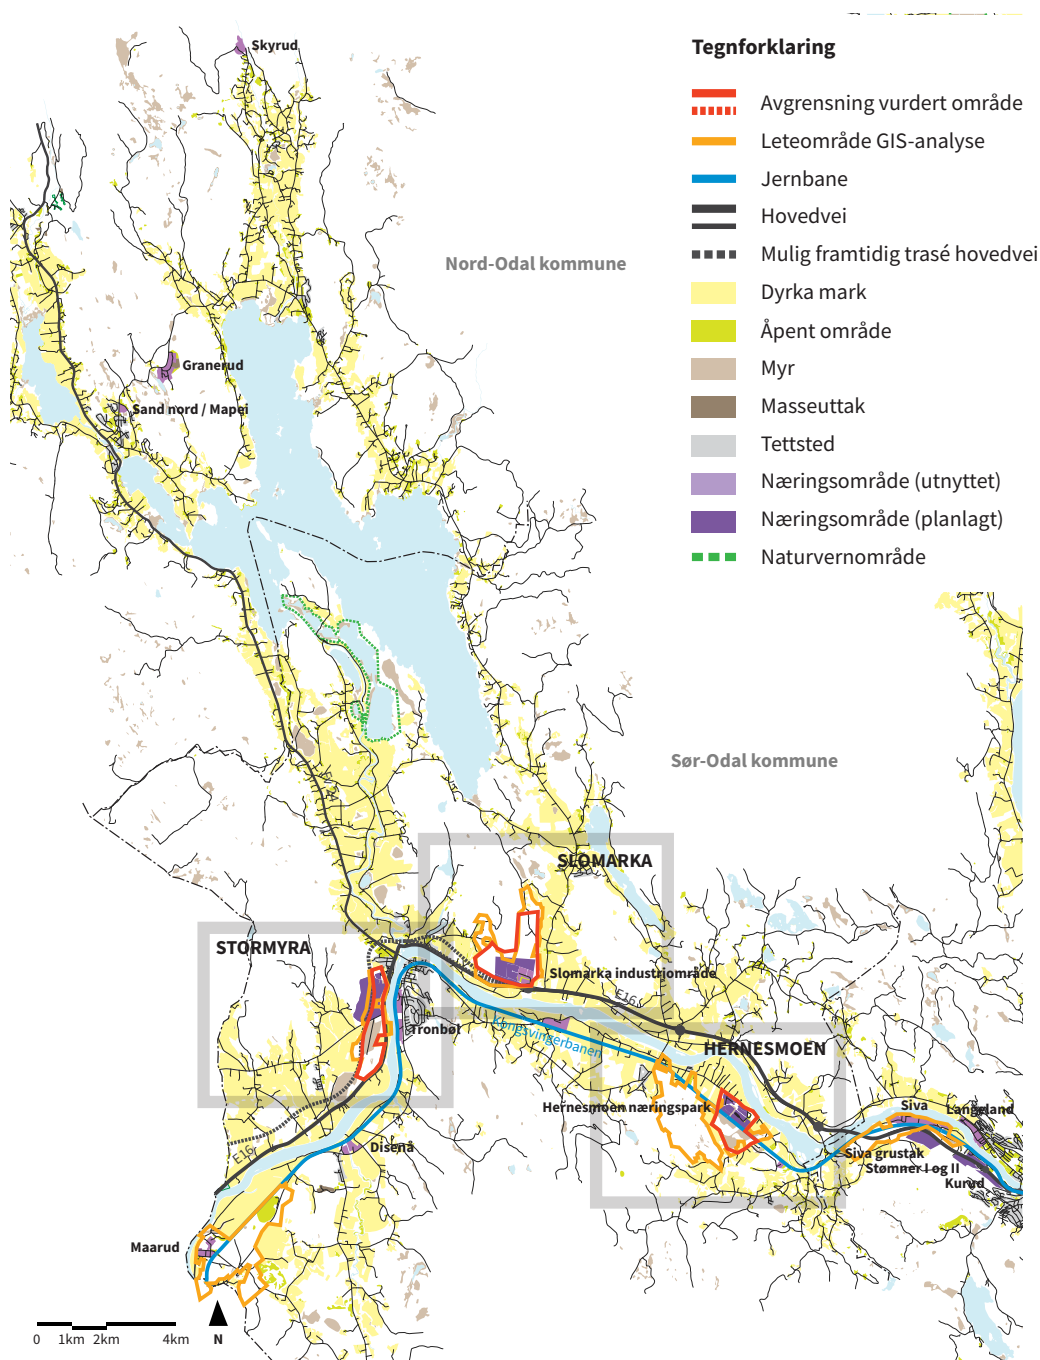 Tegnforklaring
Avgrensning vurdert område
Leteområde GIS-analyse
Jernbane
Hovedvei
Mulig framtidig trasé hovedvei
Dyrka mark
Åpent område
Myr
Masseuttak
Tettsted
Næringsområde (utnyttet)
Næringsområde (planlagt)
Naturvernområde
Skyrud
Nord-Odal kommune
Granerud
Sand nord / Mapei
Sør-Odal kommune
SLOMARKA
STORMYRA
Slomarka industriområde
E16
Tronbøl
Kongsvingerbanen
HERNESMOEN
Hernesmoen næringspark
Siva
Langeland
Disenå
E16
Siva grustak
Stømner I og II
Kurud
Maarud
0 1km 2km 4km
N